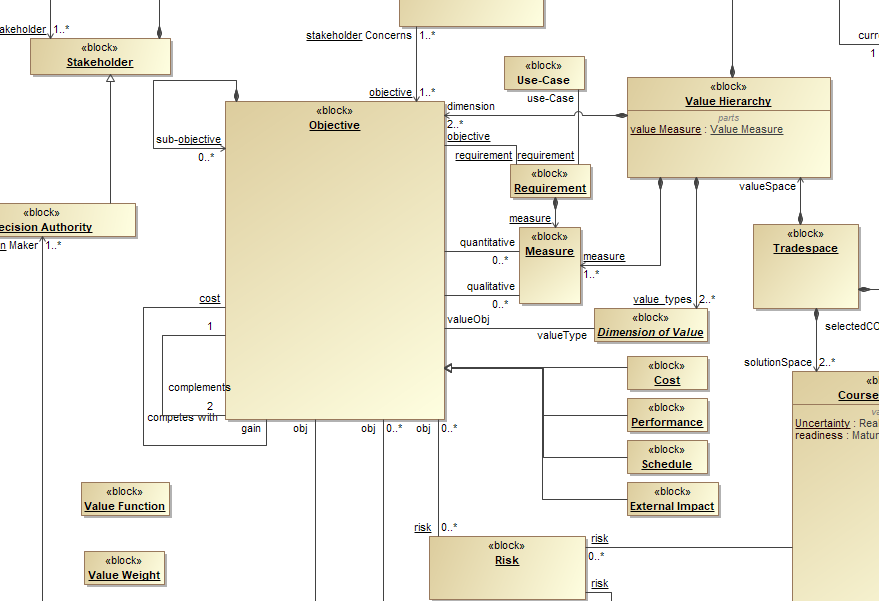 akeholder 1..*
«block»
Stakeholder
stakeholder Concerns 1..*
curr
1
«block»
Use-Case
use-Case
«block»
Value Hierarchy
parts
value Measure : Value Measure
objective 1..*
«block»
Objective
dimension
2..*
objective
sub-objective
0..*
requirement requirement
«block»
Requirement
valueSpace
«block»
ecision Authority
n Maker 1..*
measure
«block»
Measure
quantitative
0..*
measure
1..*
«block»
Tradespace
qualitative
0..*
value_types 2..*
cost
1
valueObj
valueType
«block»
Dimension of Value
selectedCO
solutionSpace 2..*
«block»
Cost
complements
2
competes with
gain
obj
obj 0..*
obj 0..*
«block»
Performance
«block»
Schedule
«block»
External Impact
«b
Course
va
Uncertainty : Rea
readiness : Matur
«block»
Value Function
«block»
Value Weight
risk 0..*
«block»
Risk
risk
0..*
risk